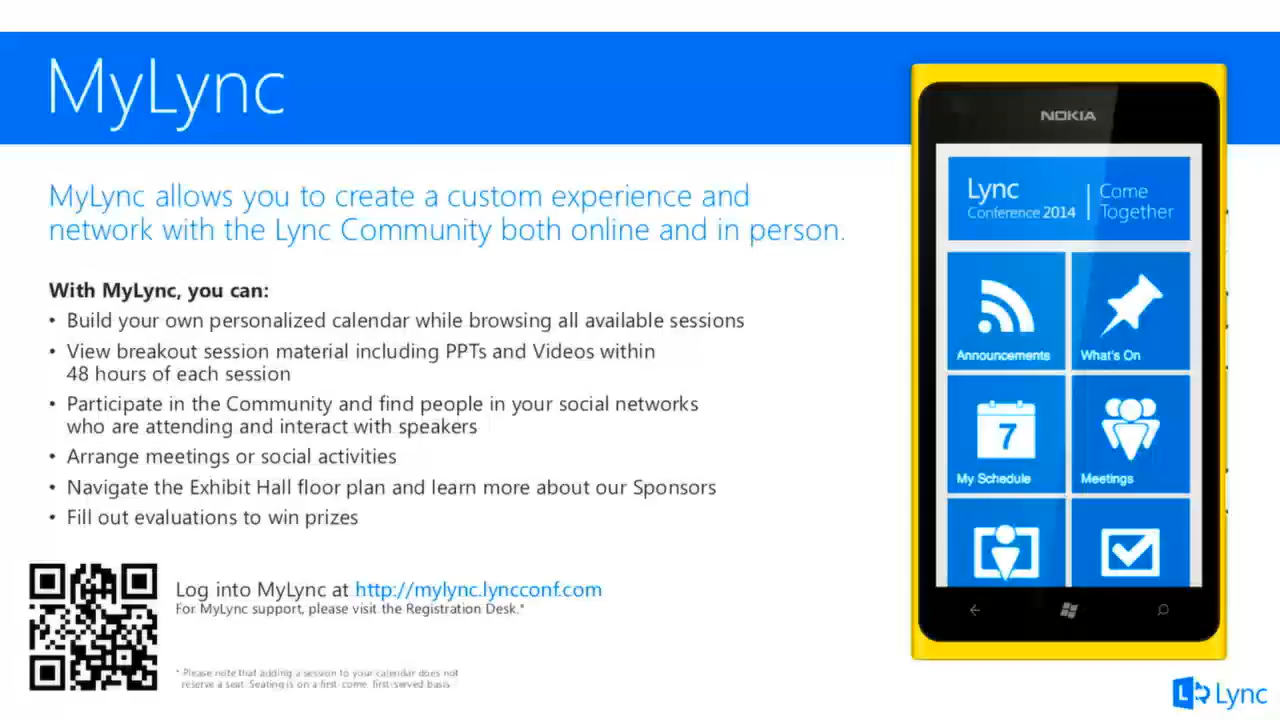 MyLync
MyLync allows you to create a custom experience and
network with the Lync Community both online and in person.
With MyLync, you can:
• Build your own personalized calendar while browsing all available sessions
• View breakout session material including PPTs and Videos within
48 hours of each session
• Participate in the Community and find people in your social networks
who are attending and interact with speakers
• Arrange meetings or social activities
• Navigate the Exhibit Hall floor plan and learn more about our Sponsors
• Fill out evaluations to win prizes
Log into MyLync at http://mylync.lyncconf.com
For MyLync support, please visit the Registration Desk.*
* Please note that adding a session to your calendar does not
reserve a seat. Seating is on a first-come, first-served basis.
NOKIA
Lync
Conference 2014
Come
Together
Announcements
What's On
7
My Schedule
Meetings
Lync